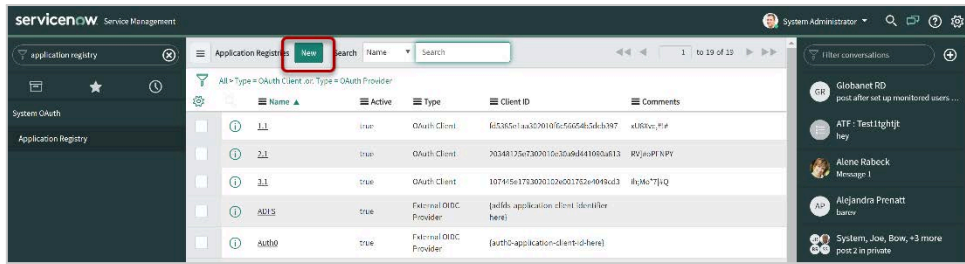 servicenow Service Management
System Administrator
application registry
System OAuth
Application Registry
Application Registries New Search Name Search 1 to 19 of 19
All > Type = OAuth Client .or. Type = OAuth Provider
Name Active Type Client ID Comments
1.1 true OAuth Client
2.1 true OAuth Client
3.1 true OAuth Client
ADFS true External OIDC Provider {adfds-application-client-identifier here}
Auth0 true External OIDC Provider {auth0-application-client-id-here}
Filter conversations
GR Globanet RD
post after set up monitored users ...
ATF : Test1tghtjt
hey
Alene Rabeck
Message 1
AP Alejandra Prenatt
barev
System, Joe, Bow, +3 more
post 2 in private